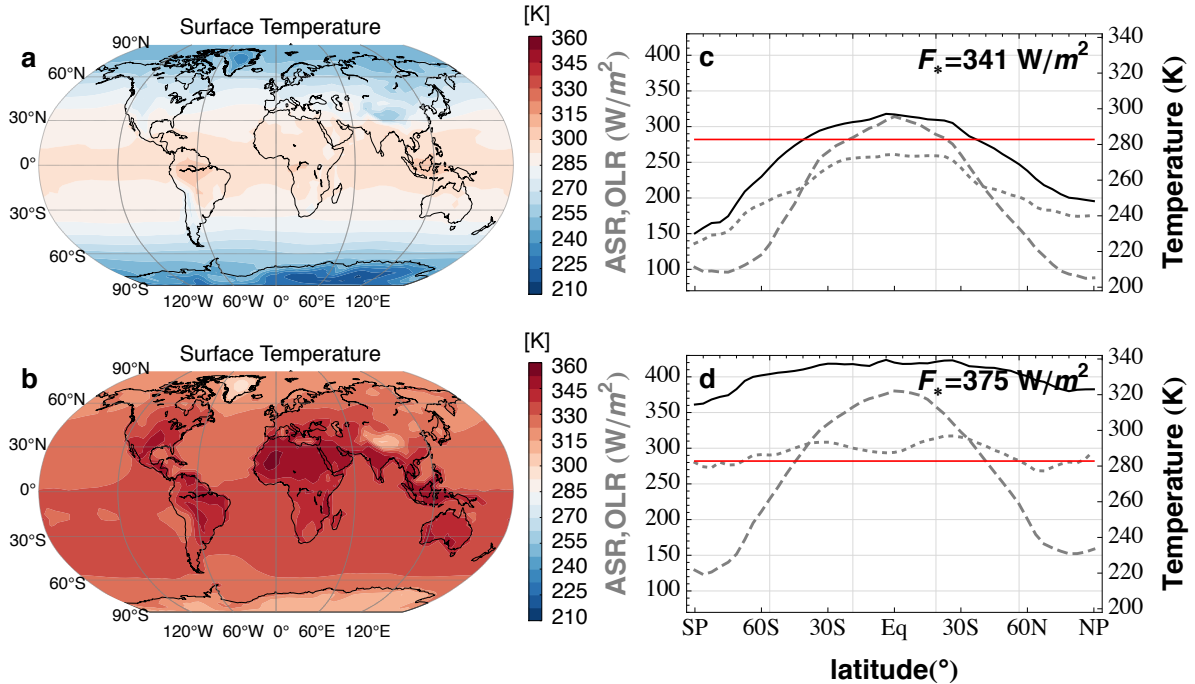 a
Surface Temperature
[K]
90°N
60°N
30°N
0°
30°S
60°S
90°S
120°W 60°W 0° 60°E 120°E
360
345
330
315
300
285
270
255
240
225
210
c
F*=341 W/m²
ASR,OLR (W/m²)
400
350
300
250
200
150
100
Temperature (K)
340
320
300
280
260
240
220
200
b
Surface Temperature
[K]
90°N
60°N
30°N
0°
30°S
60°S
90°S
120°W 60°W 0° 60°E 120°E
360
345
330
315
300
285
270
255
240
225
210
d
F*=375 W/m²
ASR,OLR (W/m²)
400
350
300
250
200
150
100
Temperature (K)
340
320
300
280
260
240
220
200
SP 60S 30S Eq 30S 60N NP
latitude(°)